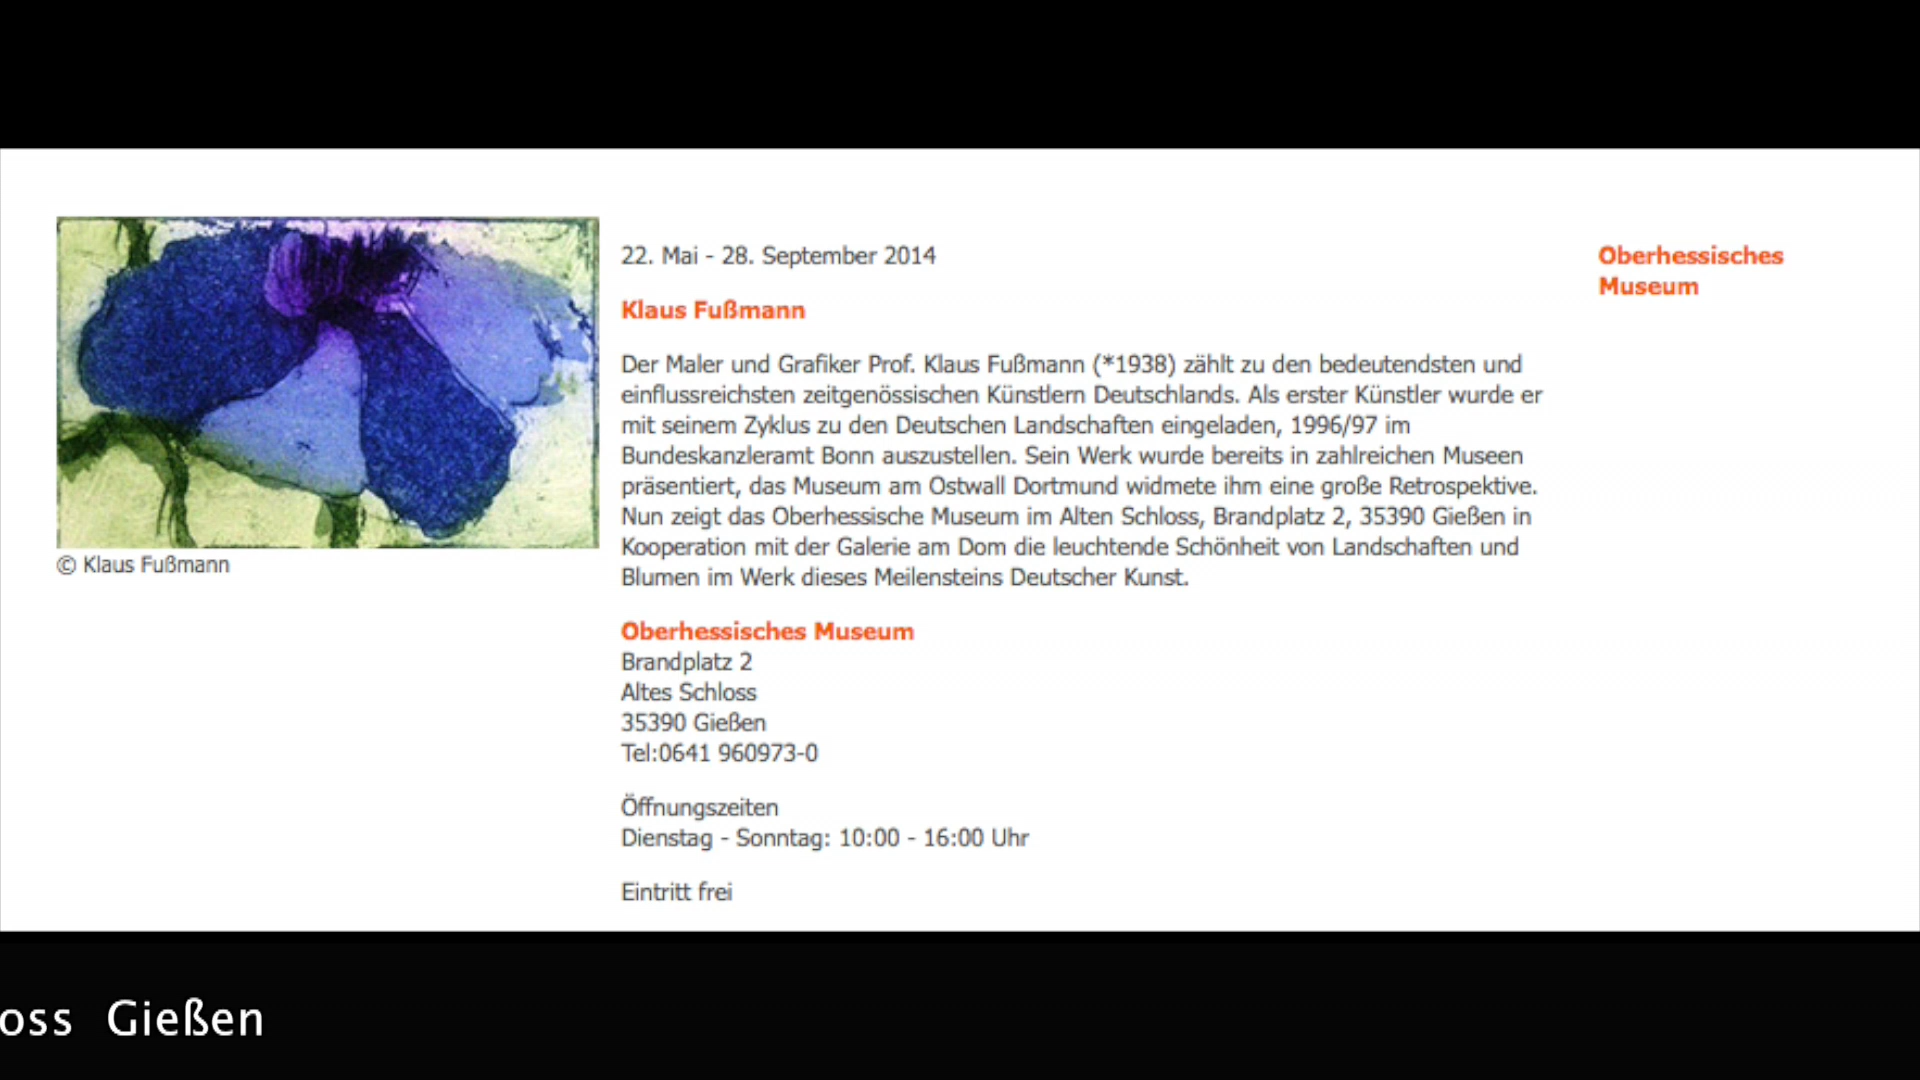 22. Mai - 28. September 2014
Oberhessisches
Museum
Klaus Fußmann
Der Maler und Grafiker Prof. Klaus Fußmann (*1938) zählt zu den bedeutendsten und
einflussreichsten zeitgenössischen Künstlern Deutschlands. Als erster Künstler wurde er
mit seinem Zyklus zu den Deutschen Landschaften eingeladen, 1996/97 im
Bundeskanzleramt Bonn auszustellen. Sein Werk wurde bereits in zahlreichen Museen
präsentiert, das Museum am Ostwall Dortmund widmete ihm eine große Retrospektive.
Nun zeigt das Oberhessische Museum im Alten Schloss, Brandplatz 2, 35390 Gießen in
Kooperation mit der Galerie am Dom die leuchtende Schönheit von Landschaften und
Blumen im Werk dieses Meilensteins Deutscher Kunst.
© Klaus Fußmann
Oberhessisches Museum
Brandplatz 2
Altes Schloss
35390 Gießen
Tel:0641 960973-0
Öffnungszeiten
Dienstag - Sonntag: 10:00 - 16:00 Uhr
Eintritt frei
oss Gießen